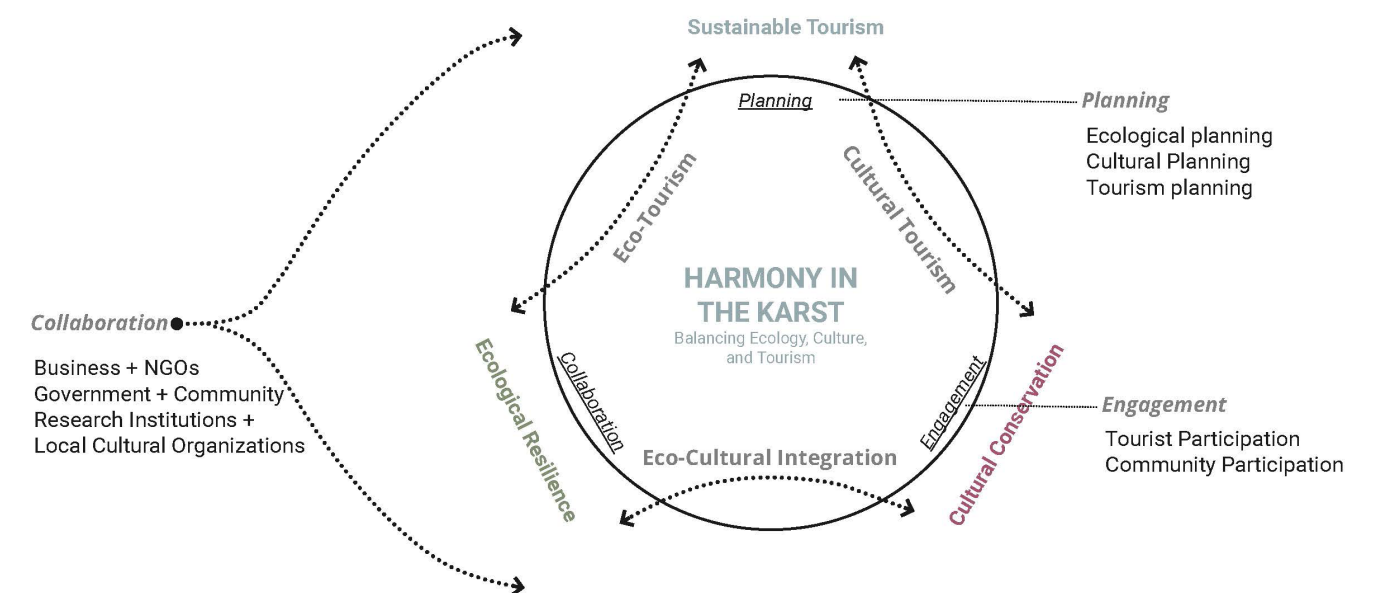 Sustainable Tourism
Planning
Planning
Ecological planning
Cultural Planning
Tourism planning
Eco-Tourism
Cultural Tourism
HARMONY IN
THE KARST
Balancing Ecology, Culture,
and Tourism
Collaboration
Business + NGOs
Government + Community
Research Institutions +
Local Cultural Organizations
Ecological Resilience
Collaboration
Engagement
Cultural Conservation
Engagement
Tourist Participation
Community Participation
Eco-Cultural Integration